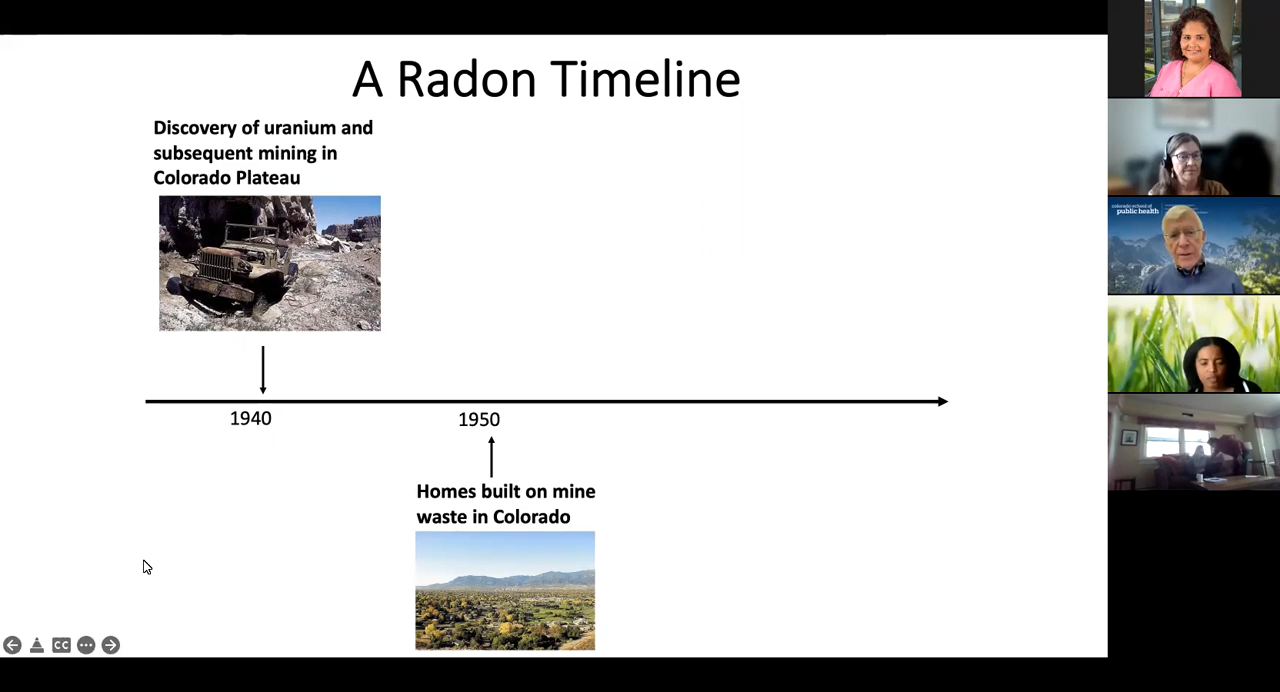 A Radon Timeline
Discovery of uranium and
subsequent mining in
Colorado Plateau
1940
1950
Homes built on mine
waste in Colorado
CC
colorado school of
public health